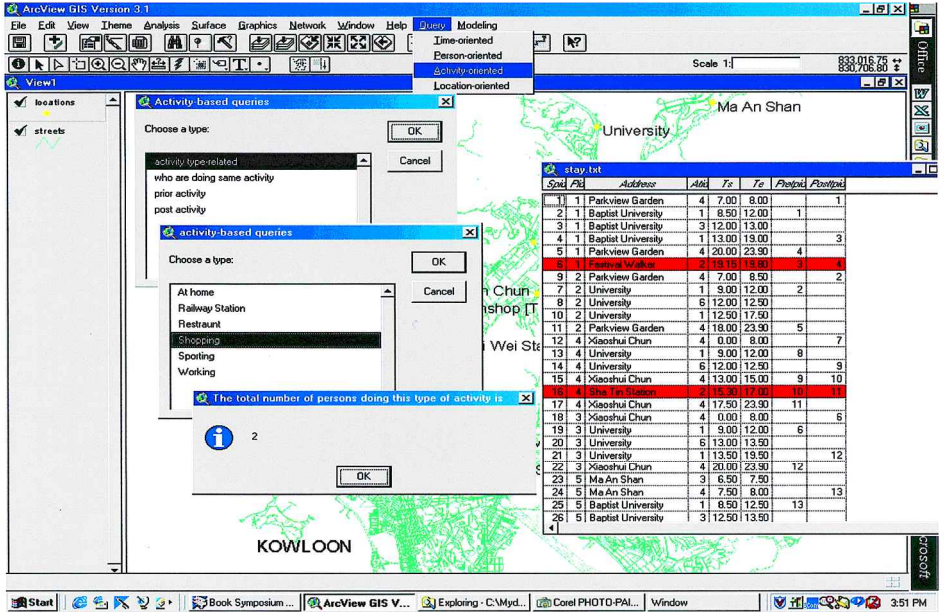 ArcView GIS Version 3.1
File Edit View Theme Analysis Surface Graphics Network Window Help Query Modeling
Time-oriented
Person-oriented
Activity-oriented
Location-oriented
Scale 1:
833,016.75
830,706.80
Office
View1
locations
streets
Ma An Shan
University
Activity-based queries
Choose a type:
OK
Cancel
activity type-related
who are doing same activity
prior activity
post activity
activity-based queries
Choose a type:
OK
Cancel
At home
Railway Station
Restraunt
Shopping
Sporting
Working
The total number of persons doing this type of activity is
2
OK
n Chun
nshop [T
i Wei Sta
KOWLOON
stay.txt
Spid Pid Address Atid Ts Te Pretpid Posttpid
1 1 Parkview Garden 4 7.00 8.00 1
2 1 Baptist University 1 8.50 12.00 1
3 1 Baptist University 3 12.00 13.00
4 1 Baptist University 1 13.00 19.00 3
5 1 Parkview Garden 4 20.00 23.90 4
6 1 Festival Walker 2 19.15 19.80 3 4
9 2 Parkview Garden 4 7.00 8.50 2
7 2 University 1 9.00 12.00 2
8 2 University 6 12.00 12.50
10 2 University 1 12.50 17.50
11 2 Parkview Garden 4 18.00 23.90 5
12 4 Xiaoshui Chun 4 0.00 8.00 7
13 4 University 1 9.00 12.00 8
14 4 University 6 12.00 12.50 9
15 4 Xiaoshui Chun 4 13.00 15.00 9 10
16 4 Sha Tin Station 2 15.30 17.00 10 11
17 4 Xiaoshui Chun 4 17.50 23.90 11
18 3 Xiaoshui Chun 4 0.00 8.00 6
19 3 University 1 9.00 12.00 6
20 3 University 6 13.00 13.50
21 3 University 1 13.50 19.50 12
22 3 Xiaoshui Chun 4 20.00 23.90 12
23 5 Ma An Shan 3 6.50 7.50
24 5 Ma An Shan 4 7.50 8.00 13
25 5 Baptist University 1 8.50 12.50 13
26 5 Baptist University 3 12.50 13.50
crosoft
Start
Book Symposium ...
ArcView GIS V...
Exploring - C:\Myd...
Corel PHOTO-PAI...
Window
3:51 PM